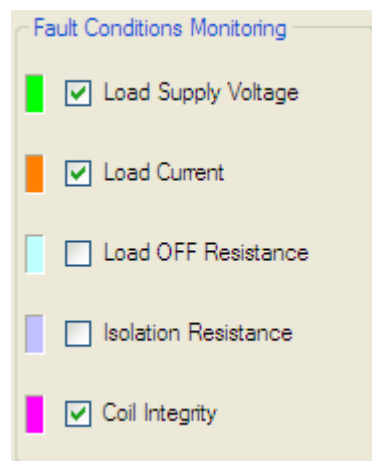 Fault Conditions Monitoring
Load Supply Voltage
Load Current
Load OFF Resistance
Isolation Resistance
Coil Integrity